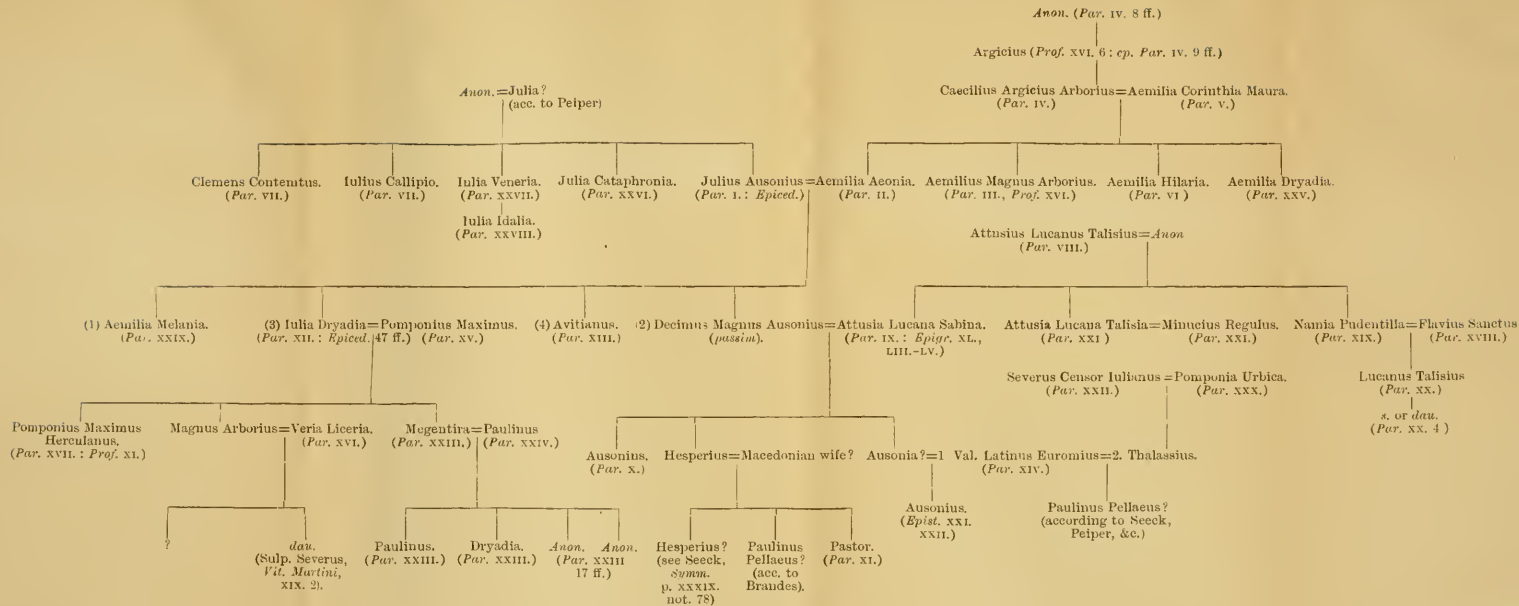 Anon. (Par. IV. 8 ff.)
Argicius (Prof. XVI. 6 : cp. Par. IV. 9 ff.)
Anon.=Julia?
(acc. to Peiper)
Caecilius Argicius Arborius=Aemilia Corinthia Maura.
(Par. IV.) (Par. V.)
Clemens Contemtus. Iulius Callipio. Iulia Veneria. Julia Cataphronia. Julius Ausonius=Aemilia Aeonia. Aemilius Magnus Arborius. Aemilia Hilaria. Aemilia Dryadia.
(Par. VII.) (Par. VII.) (Par. XXVII.) (Par. XXVI.) (Par. I. : Epiced.) (Par. II.) (Par. III., Prof. XVI.) (Par. VI ) (Par. XXV.)
Iulia Idalia.
(Par. XXVIII.)
Attusius Lucanus Talisius=Anon
(Par. VIII.)
(1) Aemilia Melania. (3) Iulia Dryadia=Pomponius Maximus. (4) Avitianus. (2) Decimus Magnus Ausonius=Attusia Lucana Sabina. Attusia Lucana Talisia=Minucius Regulus. Namia Pudentilla=Flavius Sanctus
(Par. XXIX.) (Par. XII. : Epiced. 47 ff.) (Par. XV.) (Par. XIII.) (passim). (Par. IX. : Epigr. XL., (Par. XXI ) (Par. XXI.) (Par. XIX.) (Par. XVIII.)
LIII.-LV.)
Severus Censor Iulianus=Pomponia Urbica. Lucanus Talisius
(Par. XXII.) (Par. XXX.) (Par. XX.)
s. or dau.
(Par. XX. 4 )
Pomponius Maximus Magnus Arborius=Veria Liceria. Megentira=Paulinus
Herculanus. (Par. XVI.) (Par. XXIII.) (Par. XXIV.)
(Par. XVII. : Prof. XI.)
Ausonius. Hesperius=Macedonian wife? Ausonia?=1 Val. Latinus Euromius=2. Thalassius.
(Par. X.) (Par. XIV.)
? dau. Paulinus. Dryadia. Anon. Anon.
(Sulp. Severus, (Par. XXIII.) (Par. XXIII.) (Par. XXIII
Vit. Martini, 17 ff.)
XIX. 2).
Hesperius? Paulinus Pastor.
(see Seeck, Pellaeus? (Par. XI.)
Symm. (acc. to
p. XXXIX. Brandes).
not. 78)
Ausonius. Paulinus Pellaeus?
(Epist. XXI. (according to Seeck,
XXII.) Peiper, &c.)